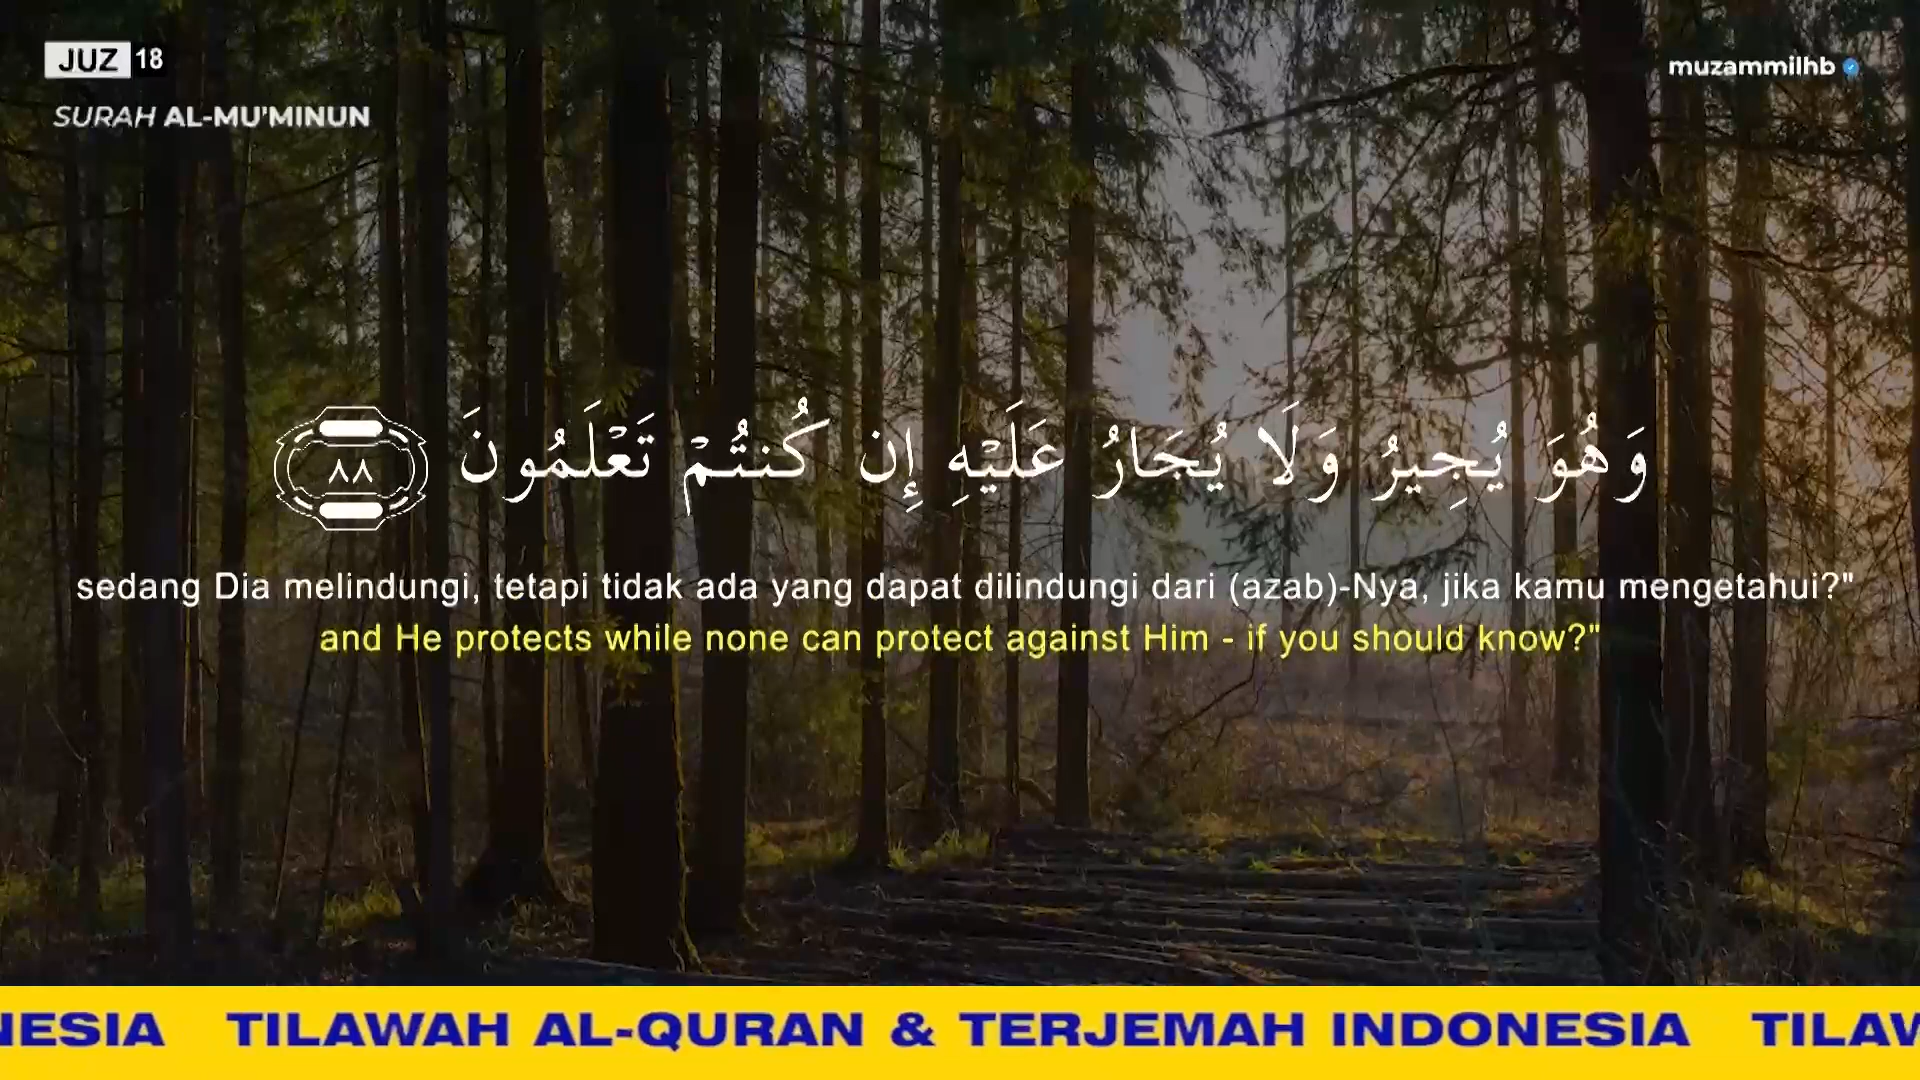 JUZ 18
muzammilhb
SURAH AL-MU'MINUN
وَهُوَ يُجِيرُ وَلَا يُجَارُ عَلَيْهِ إِن كُنتُمْ تَعْلَمُونَ ٨٨
sedang Dia melindungi, tetapi tidak ada yang dapat dilindungi dari (azab)-Nya, jika kamu mengetahui?"
and He protects while none can protect against Him - if you should know?"
NESIA TILAWAH AL-QURAN & TERJEMAH INDONESIA TILAW